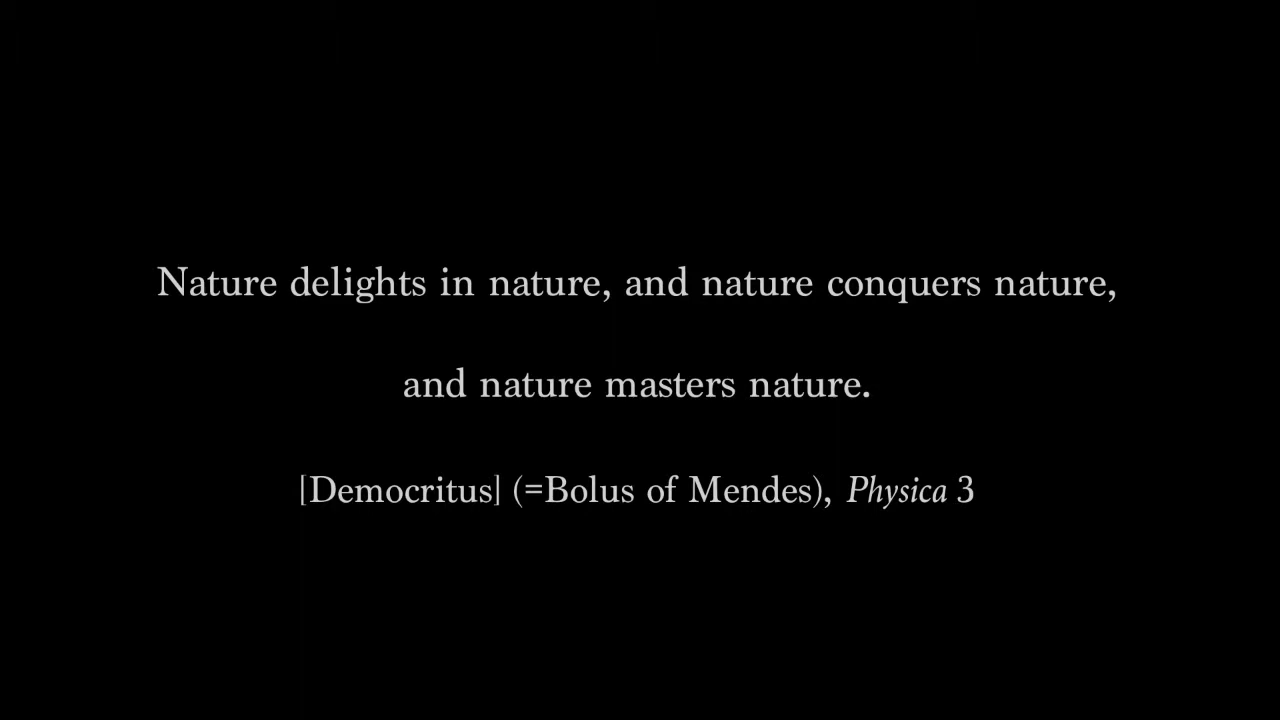 Nature delights in nature, and nature conquers nature,
and nature masters nature.
[Democritus] (=Bolus of Mendes), Physica 3